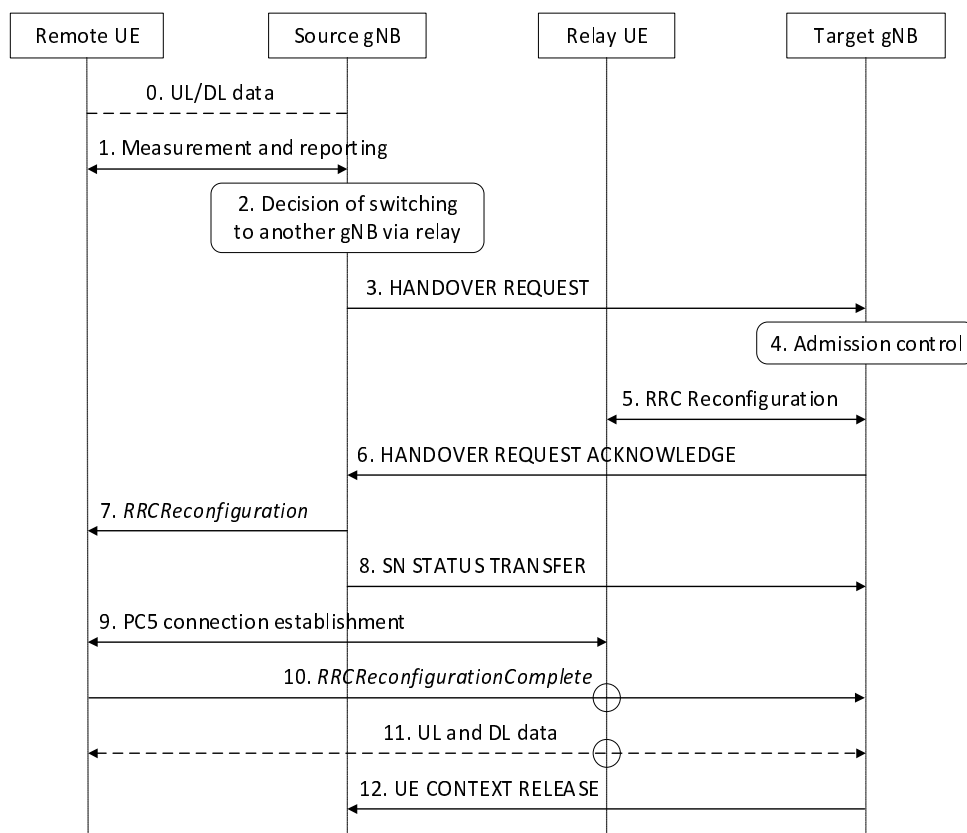 Remote UE
Source gNB
Relay UE
Target gNB
0. UL/DL data
1. Measurement and reporting
2. Decision of switching
to another gNB via relay
3. HANDOVER REQUEST
4. Admission control
5. RRC Reconfiguration
6. HANDOVER REQUEST ACKNOWLEDGE
7. RRCReconfiguration
8. SN STATUS TRANSFER
9. PC5 connection establishment
10. RRCReconfigurationComplete
11. UL and DL data
12. UE CONTEXT RELEASE